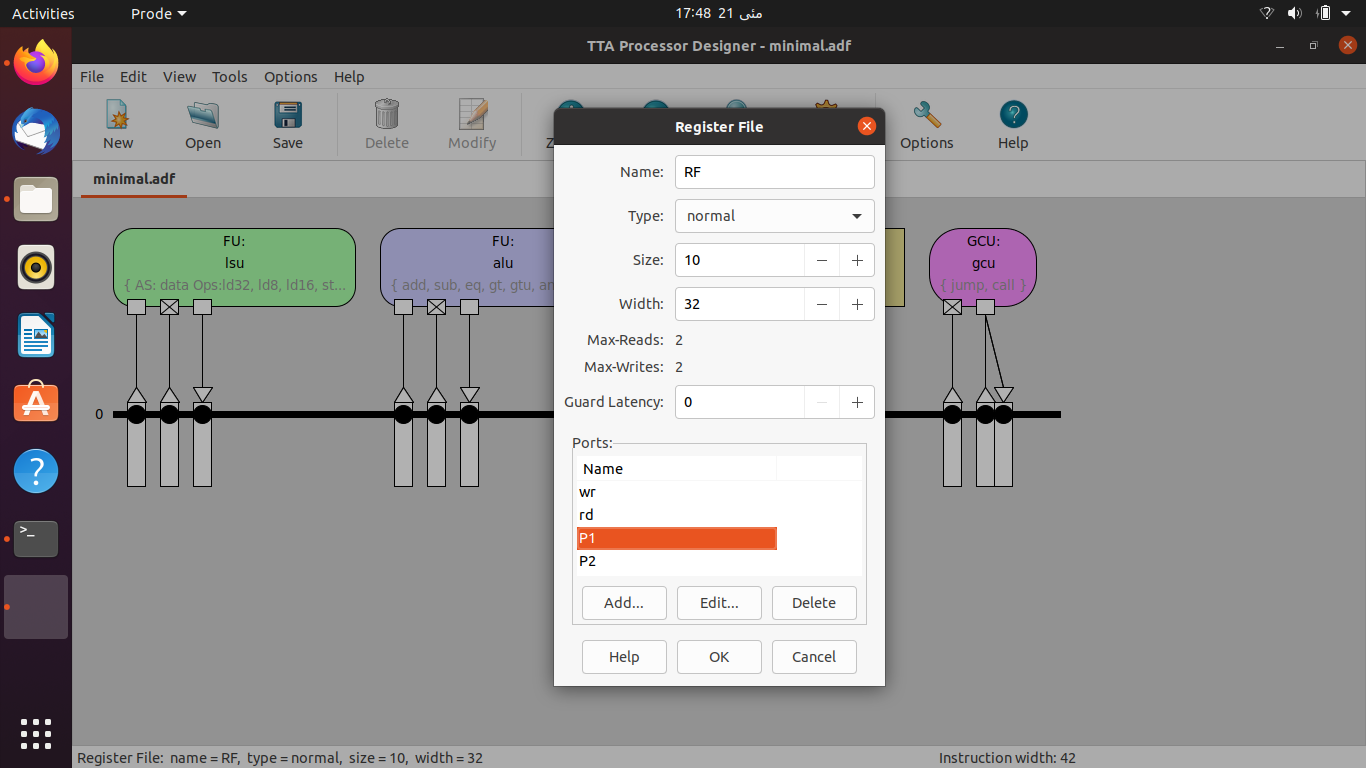 Activities
Prode
17:48 21 مئی
TTA Processor Designer - minimal.adf
File Edit View Tools Options Help
New Open Save Delete Modify Options Help
minimal.adf
FU:
lsu
{ AS: data Ops:ld32, ld8, ld16, st...
FU:
alu
{ add, sub, eq, gt, gtu, an
GCU:
gcu
{ jump, call }
0
Register File
Name: RF
Type: normal
Size: 10
Width: 32
Max-Reads: 2
Max-Writes: 2
Guard Latency: 0
Ports:
Name
wr
rd
P1
P2
Add... Edit... Delete
Help OK Cancel
Register File: name = RF, type = normal, size = 10, width = 32
Instruction width: 42